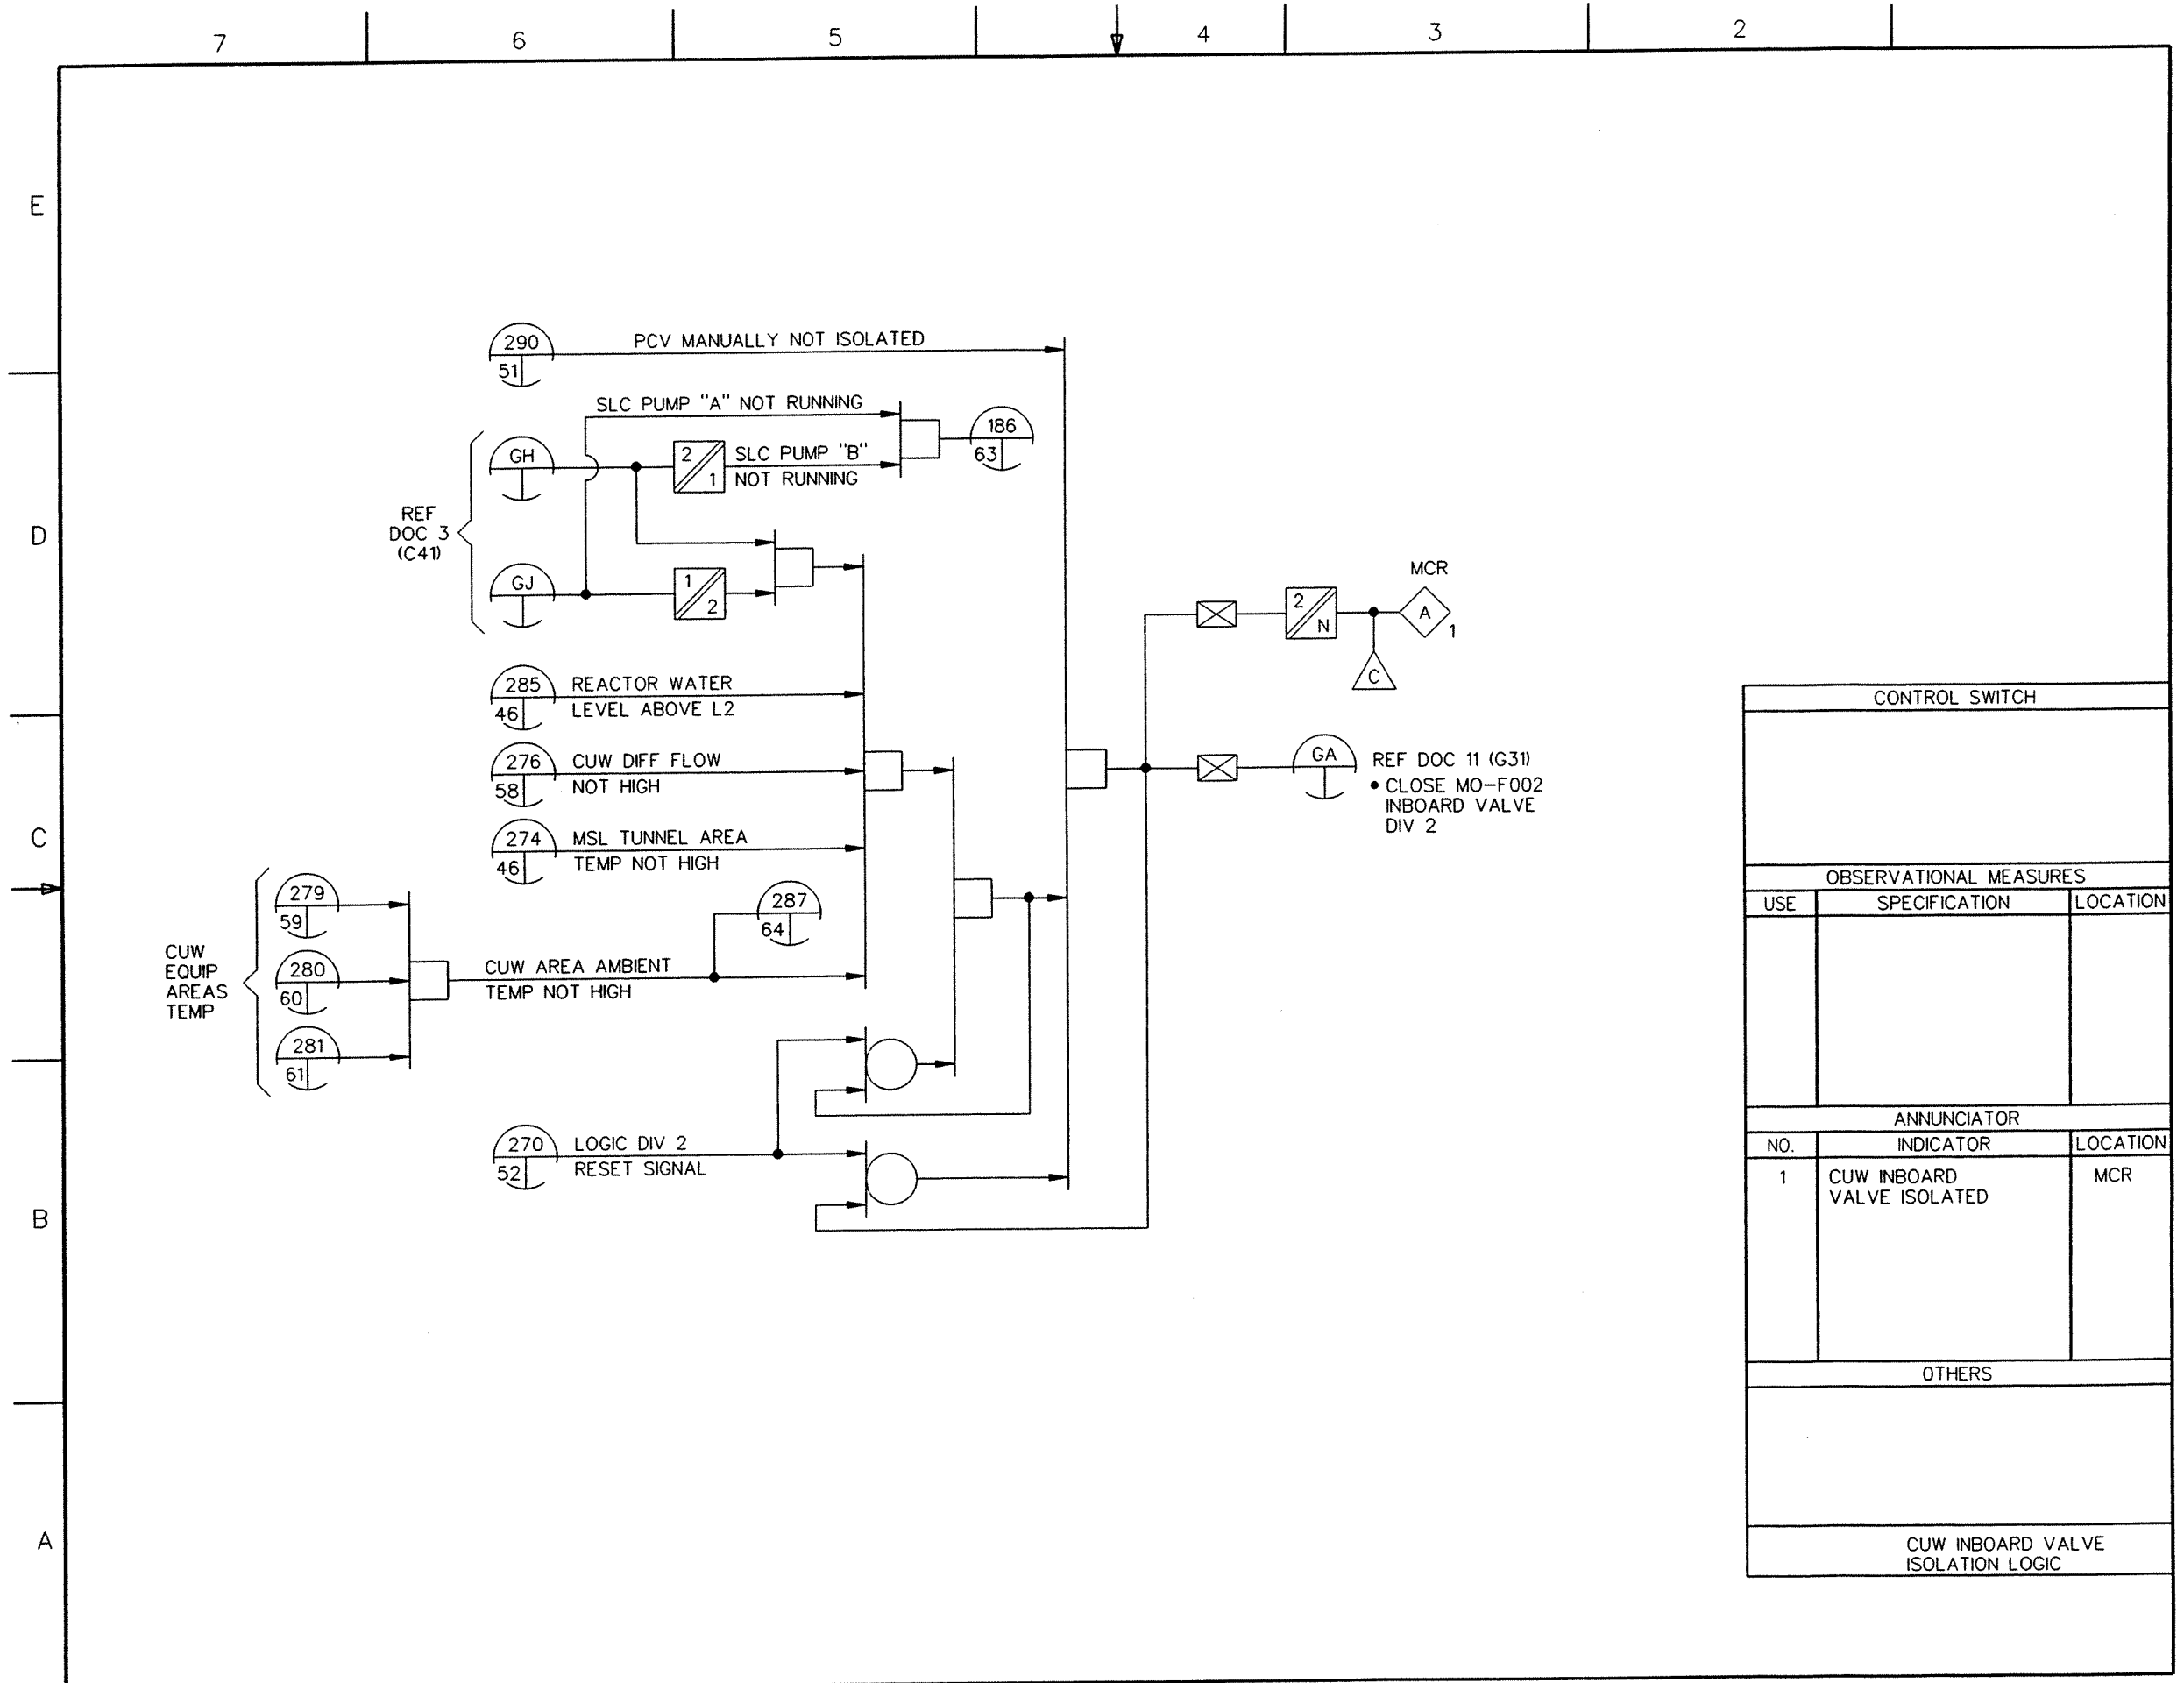 7 6 5 4 3 2
E
D
C
B
A
290
51
PCV MANUALLY NOT ISOLATED
SLC PUMP "A" NOT RUNNING
186
63
GH
2
1
SLC PUMP "B"
NOT RUNNING
REF
DOC 3
(C41)
GJ
1
2
285
46
REACTOR WATER
LEVEL ABOVE L2
276
58
CUW DIFF FLOW
NOT HIGH
274
46
MSL TUNNEL AREA
TEMP NOT HIGH
CUW
EQUIP
AREAS
TEMP
279
59
280
60
281
61
287
64
CUW AREA AMBIENT
TEMP NOT HIGH
270
52
LOGIC DIV 2
RESET SIGNAL
2
N
MCR
A
1
C
GA
REF DOC 11 (G31)
• CLOSE MO-F002
INBOARD VALVE
DIV 2
CONTROL SWITCH
OBSERVATIONAL MEASURES
USE SPECIFICATION LOCATION
ANNUNCIATOR
NO. INDICATOR LOCATION
1 CUW INBOARD MCR
VALVE ISOLATED
OTHERS
CUW INBOARD VALVE
ISOLATION LOGIC